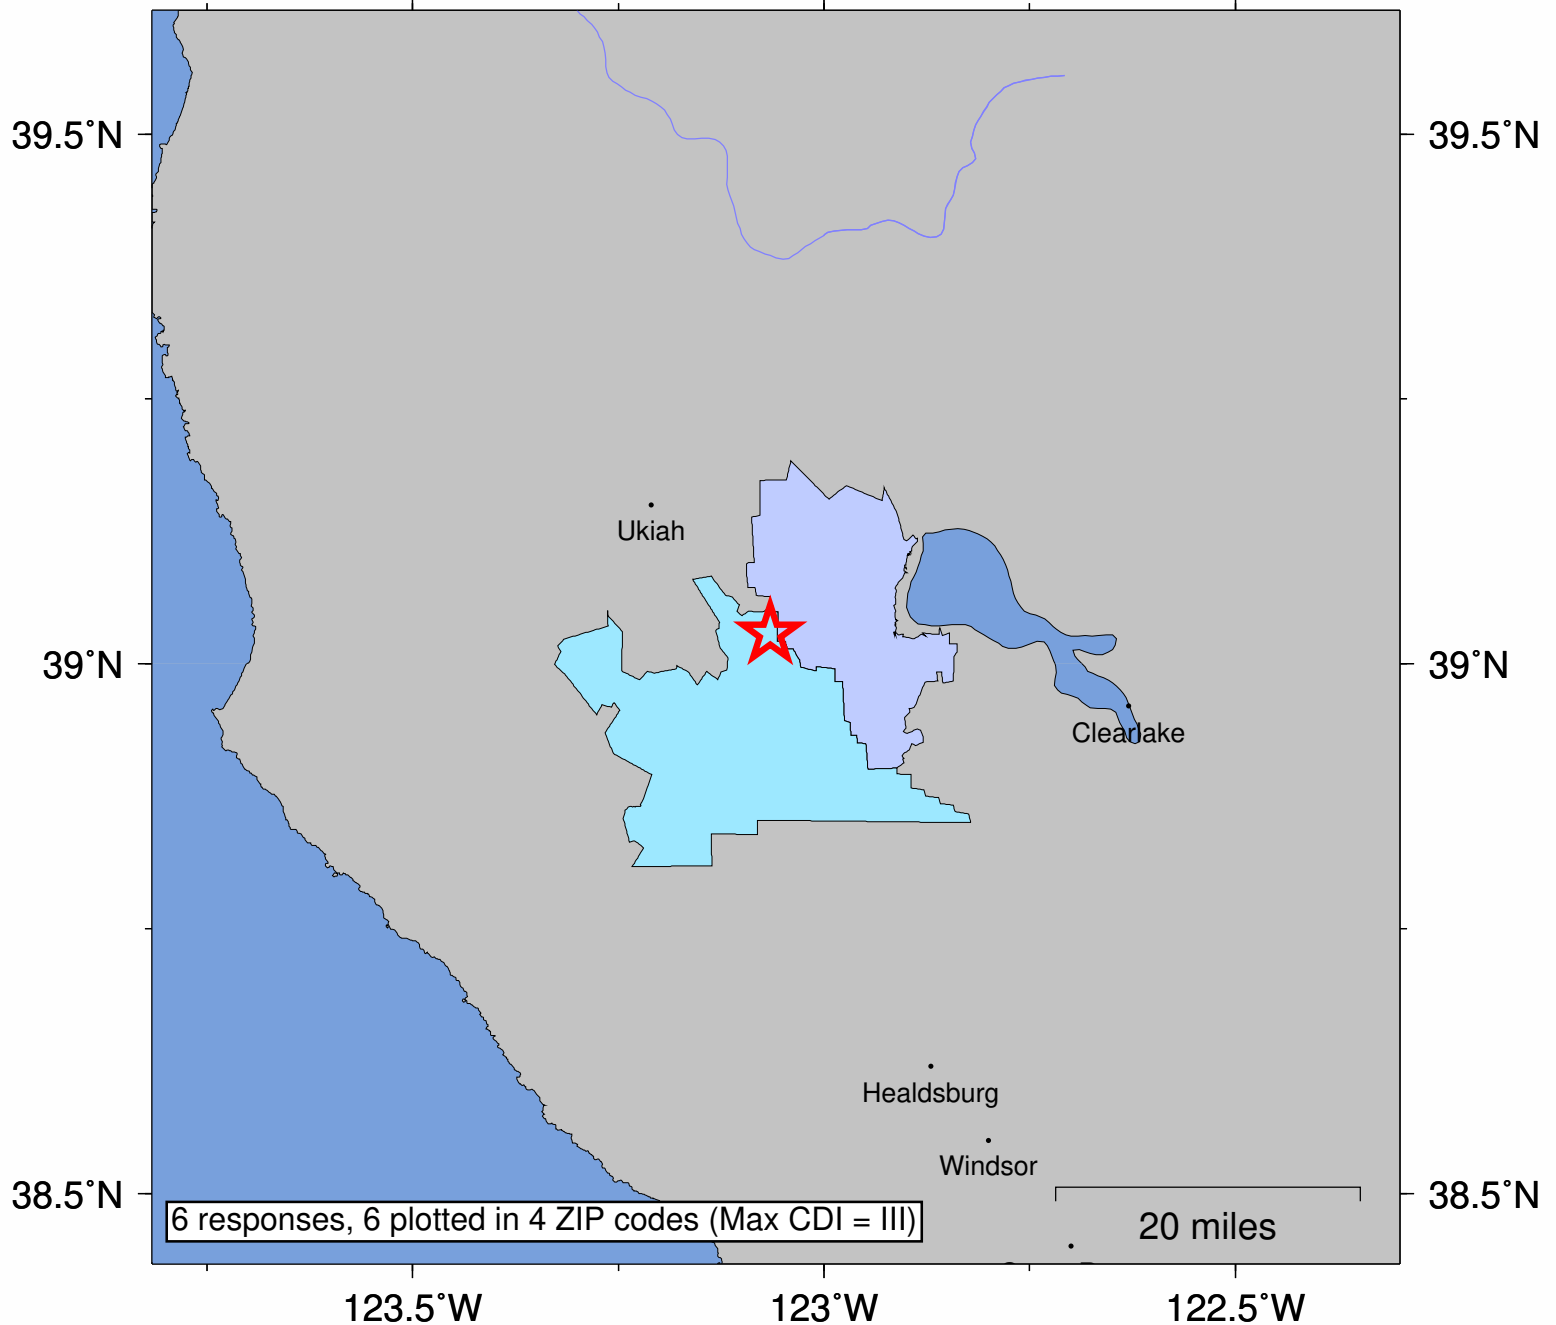 39.5˚N
39.5˚N
Ukiah
39˚N
39˚N
Clearlake
Healdsburg
Windsor
38.5˚N
38.5˚N
6 responses, 6 plotted in 4 ZIP codes (Max CDI = III)
20 miles
123.5˚W
123˚W
122.5˚W